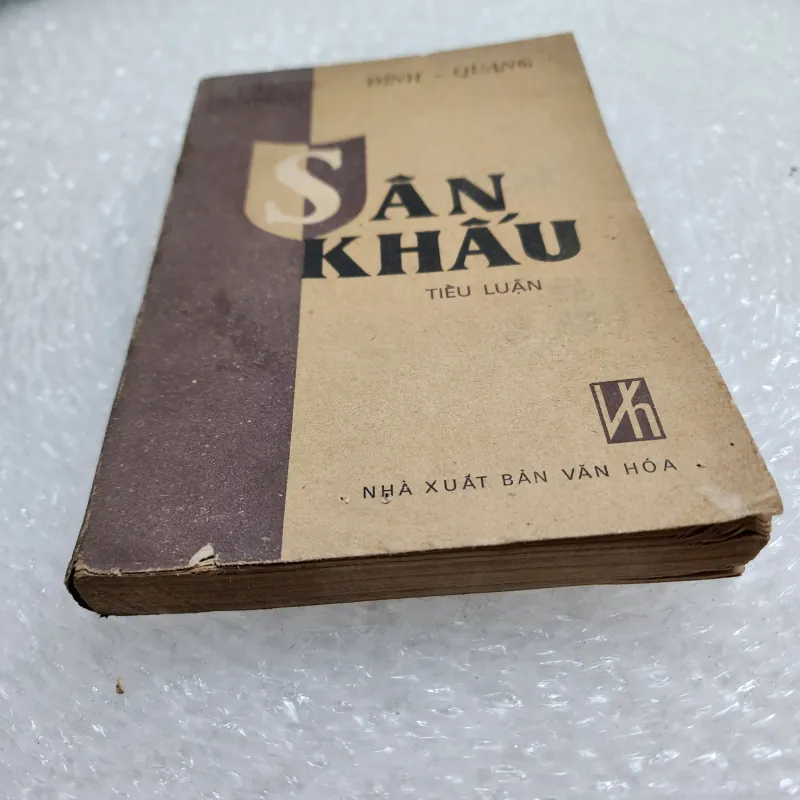 ĐÌNH - QUANG
SÂN
KHẤU
TIỂU LUẬN
Vh
NHÀ XUẤT BẢN VĂN HÓA